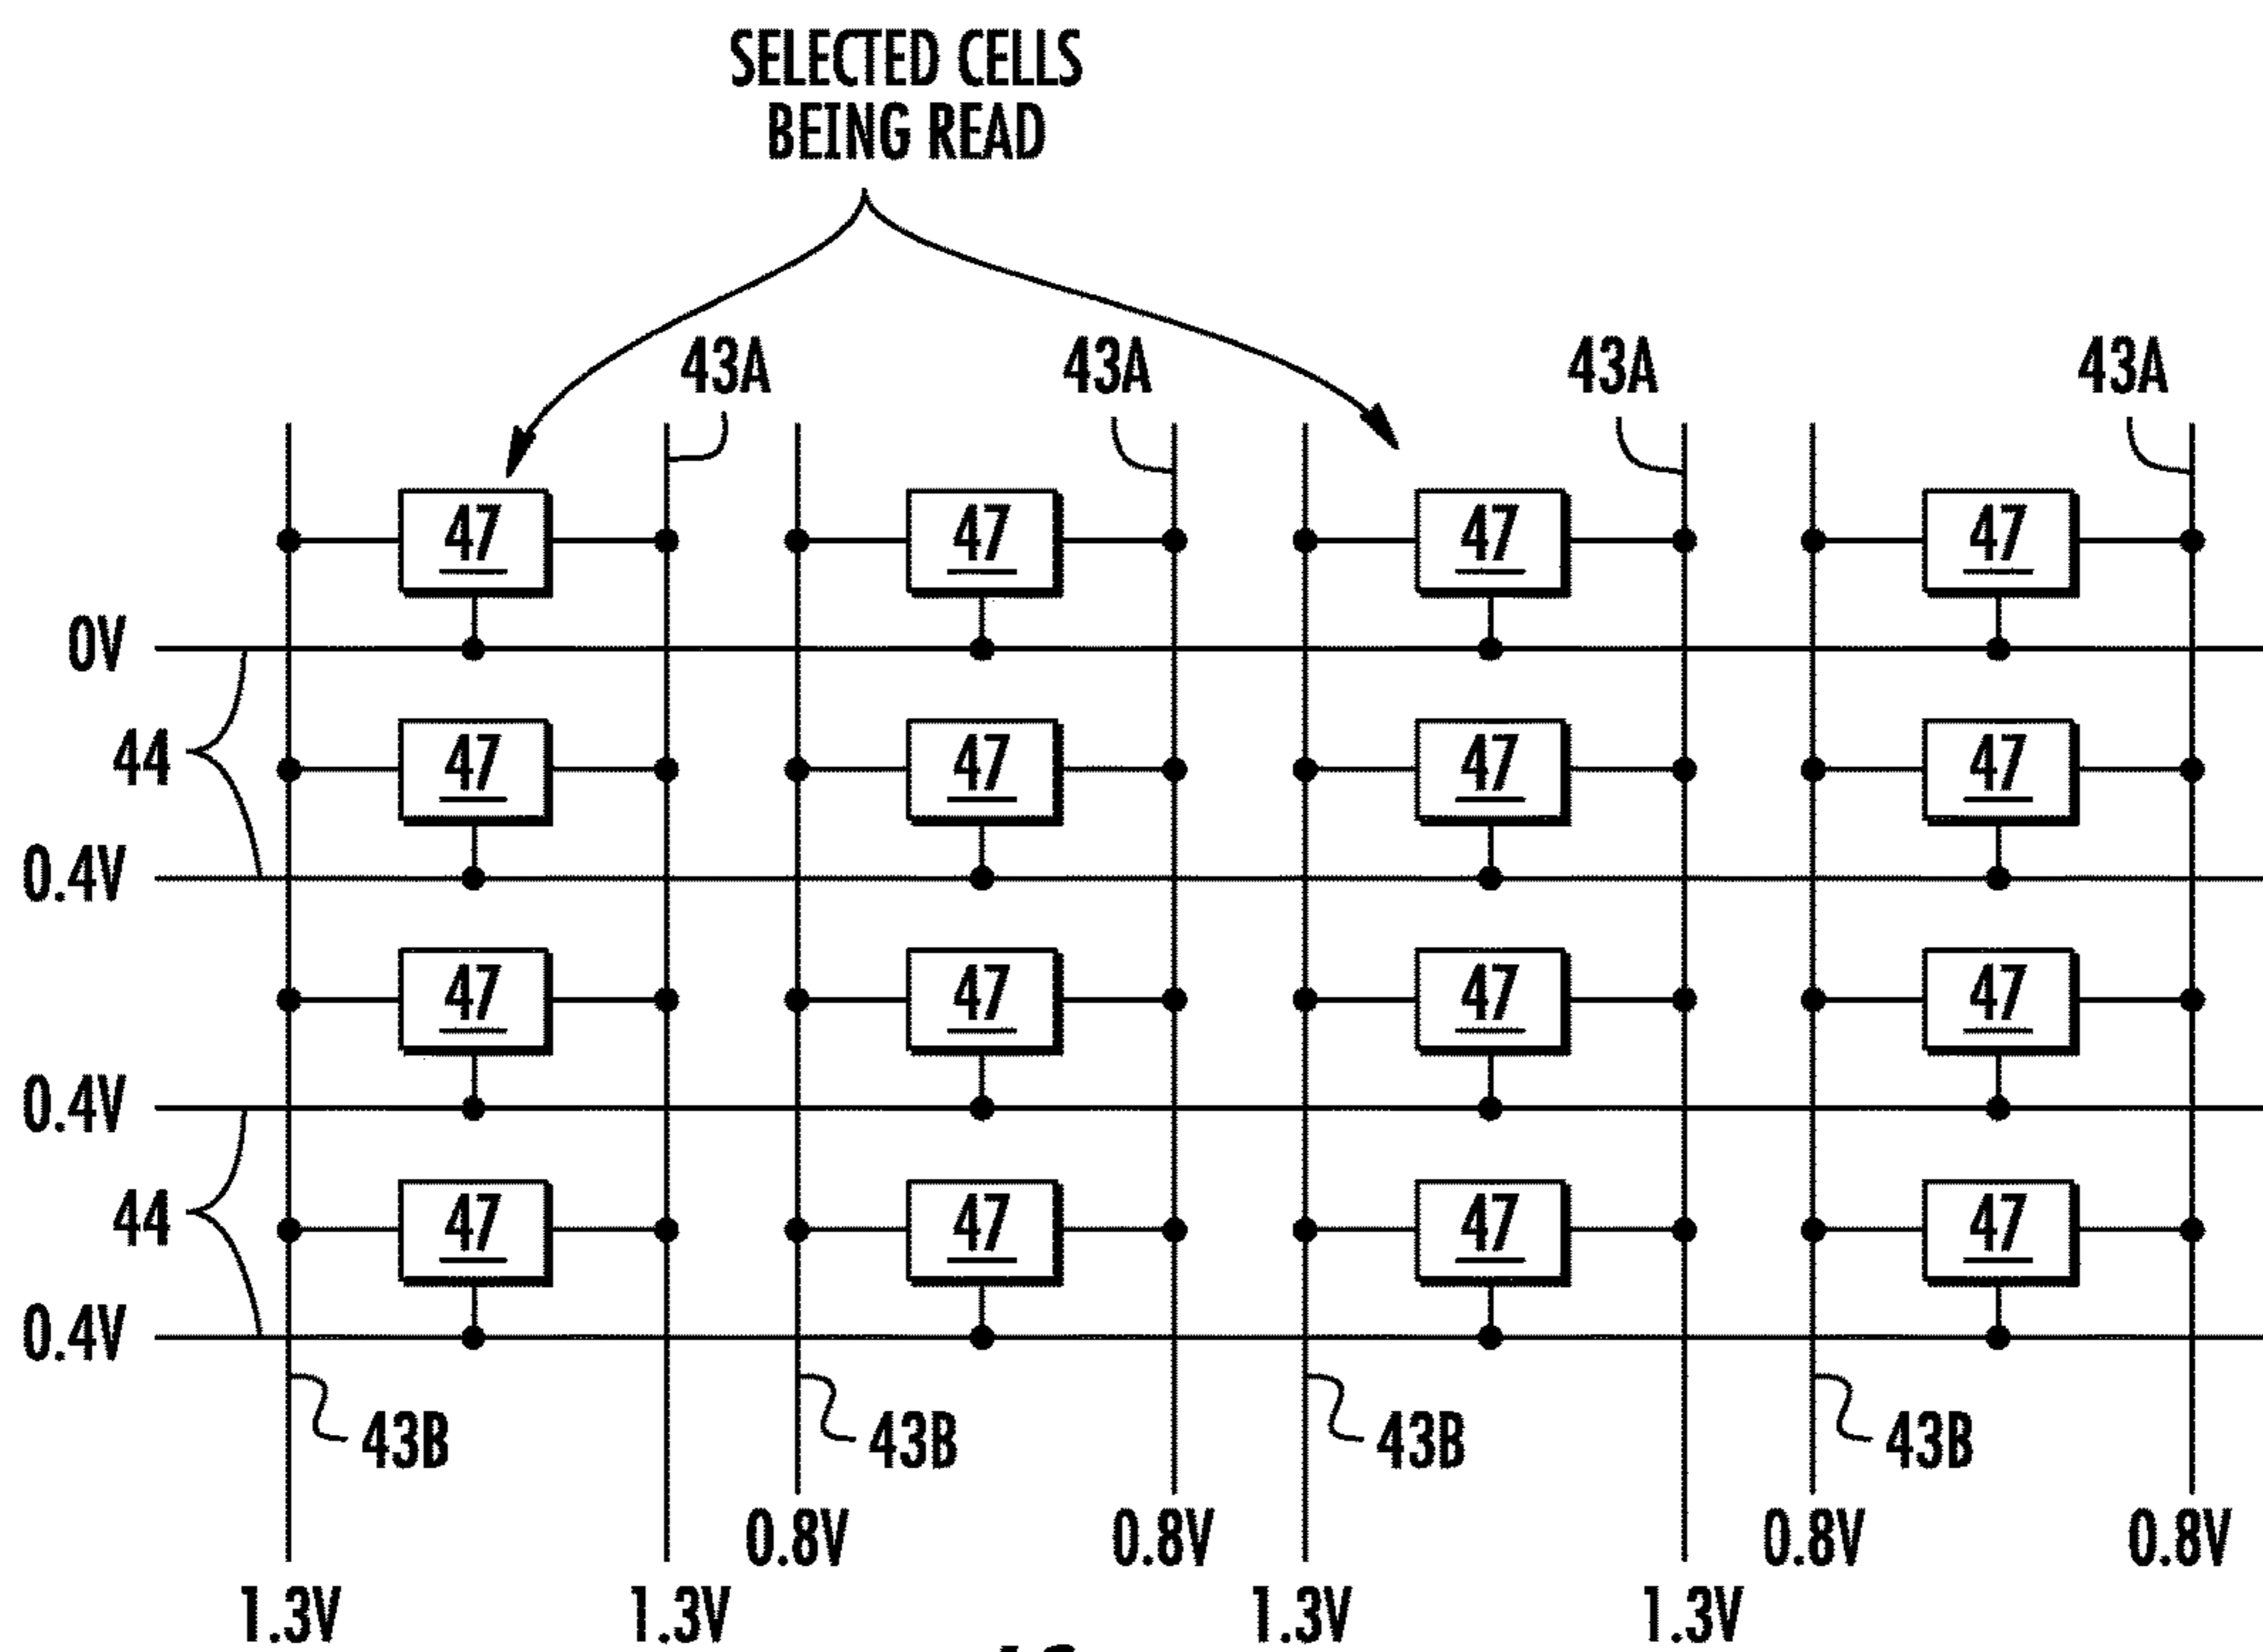 SELECTED CELLS
BEING READ
43A 43A 43A 43A
47 47 47 47
0V
47 47 47 47
44
0.4V
47 47 47 47
0.4V
47 47 47 47
44
0.4V
43B 43B 43B 43B
0.8V 0.8V 0.8V 0.8V
1.3V 1.3V 1.3V 1.3V